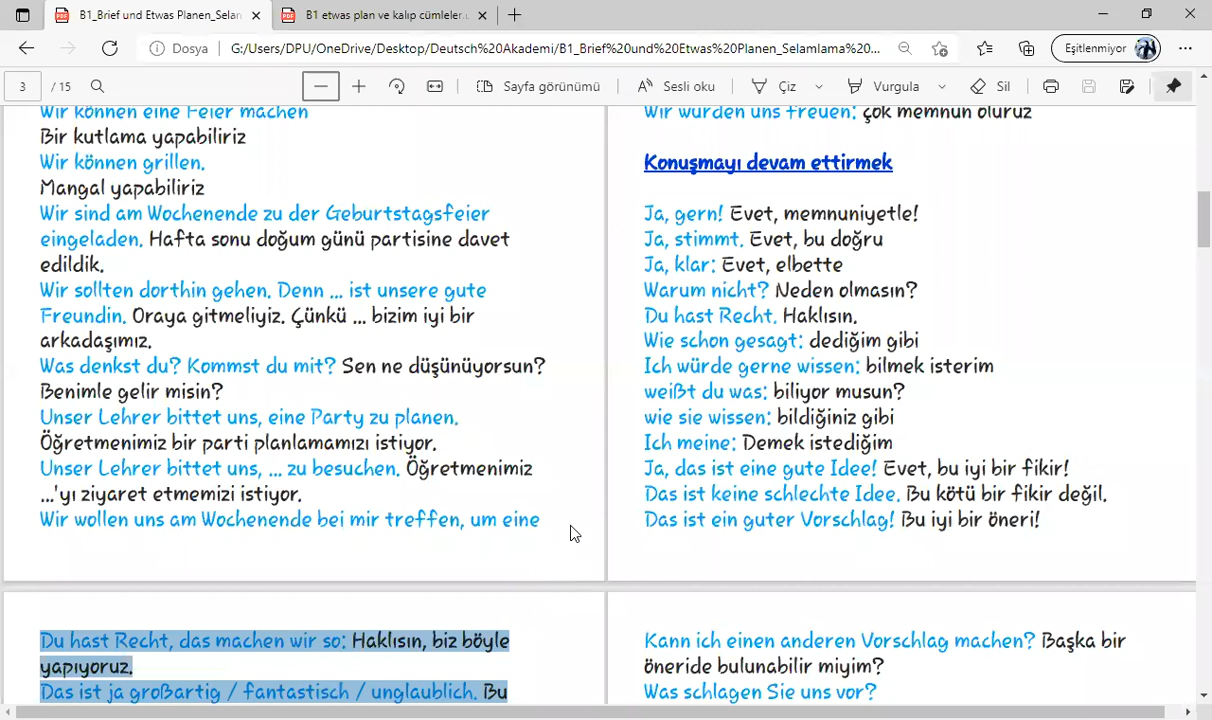 B1_Brief und Etwas Planen_Selan
B1 etwas plan ve kalıp cümleler.
Dosya
G:/Users/DPU/OneDrive/Desktop/Deutsch%20Akademi/B1_Brief%20und%20Etwas%20Planen_Selamlama%20...
Eşitlenmiyor
3 / 15
Sayfa görünümü
Sesli oku
Çiz
Vurgula
Sil
Wir können eine Feier machen
Bir kutlama yapabiliriz
Wir können grillen.
Mangal yapabiliriz
Wir sind am Wochenende zu der Geburtstagsfeier
eingeladen. Hafta sonu doğum günü partisine davet
edildik.
Wir sollten dorthin gehen. Denn ... ist unsere gute
Freundin. Oraya gitmeliyiz. Çünkü ... bizim iyi bir
arkadaşımız.
Was denkst du? Kommst du mit? Sen ne düşünüyorsun?
Benimle gelir misin?
Unser Lehrer bittet uns, eine Party zu planen.
Öğretmenimiz bir parti planlamamızı istiyor.
Unser Lehrer bittet uns, ... zu besuchen. Öğretmenimiz
...'yı ziyaret etmemizi istiyor.
Wir wollen uns am Wochenende bei mir treffen, um eine
Wir würden uns freuen: çok memnun oluruz
Konuşmayı devam ettirmek
Ja, gern! Evet, memnuniyetle!
Ja, stimmt. Evet, bu doğru
Ja, klar: Evet, elbette
Warum nicht? Neden olmasın?
Du hast Recht. Haklısın.
Wie schon gesagt: dediğim gibi
Ich würde gerne wissen: bilmek isterim
weißt du was: biliyor musun?
wie sie wissen: bildiğiniz gibi
Ich meine: Demek istediğim
Ja, das ist eine gute Idee! Evet, bu iyi bir fikir!
Das ist keine schlechte Idee. Bu kötü bir fikir değil.
Das ist ein guter Vorschlag! Bu iyi bir öneri!
Du hast Recht, das machen wir so: Haklısın, biz böyle
yapıyoruz.
Das ist ja großartig / fantastisch / unglaublich. Bu
Kann ich einen anderen Vorschlag machen? Başka bir
öneride bulunabilir miyim?
Was schlagen Sie uns vor?